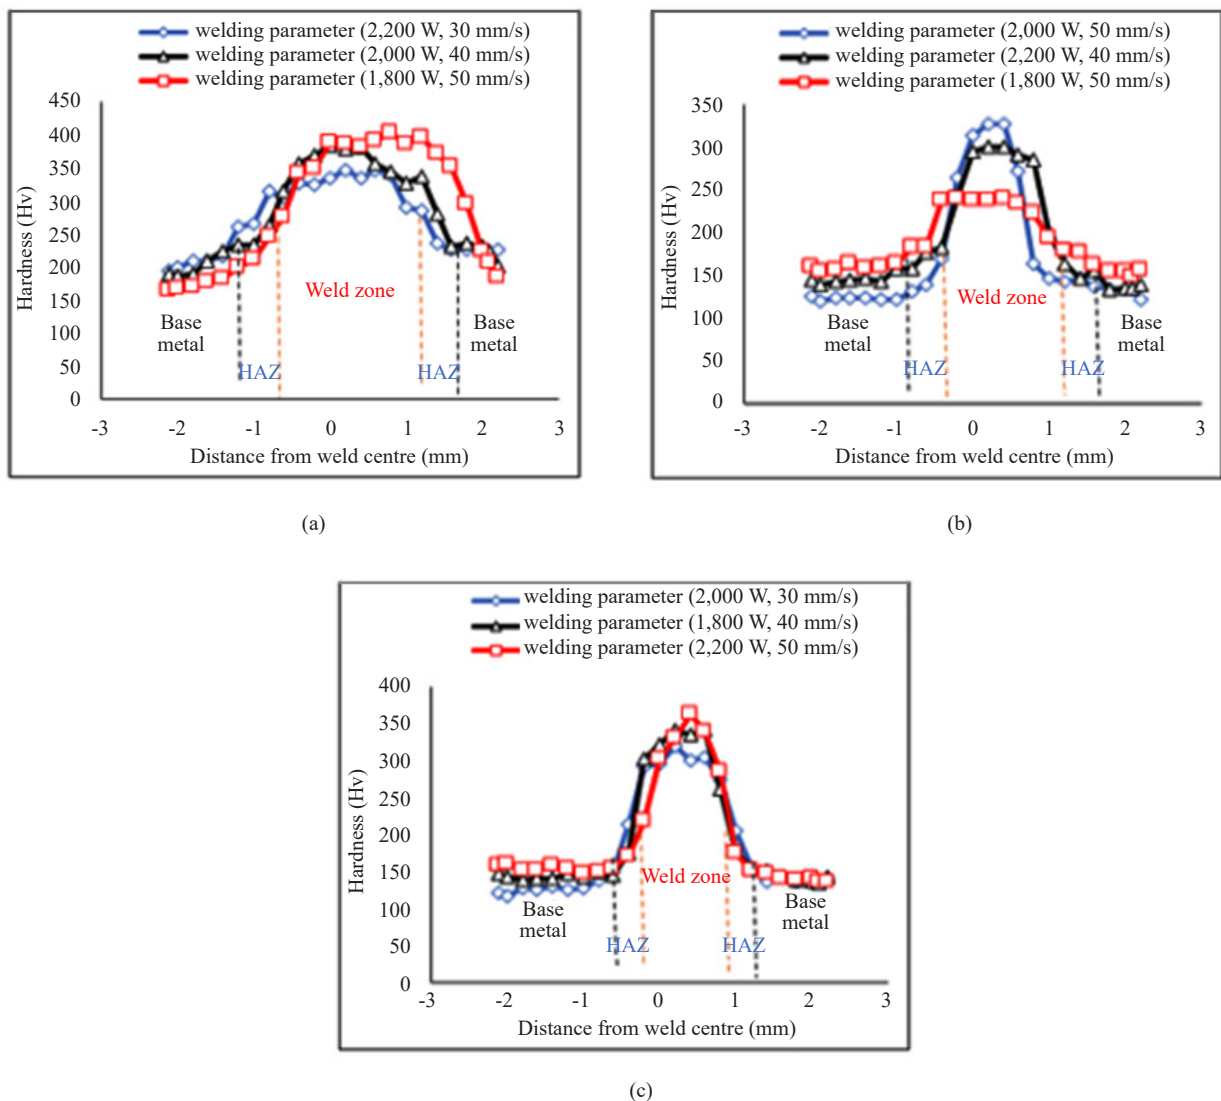 welding parameter (2,200 W, 30 mm/s)
welding parameter (2,000 W, 40 mm/s)
welding parameter (1,800 W, 50 mm/s)
450
400
350
300
250
200
150
100
50
0
Hardness (Hv)
Weld zone
Base
metal
Base
metal
HAZ
HAZ
-3
-2
-1
0
1
2
3
Distance from weld centre (mm)
(a)
welding parameter (2,000 W, 50 mm/s)
welding parameter (2,200 W, 40 mm/s)
welding parameter (1,800 W, 50 mm/s)
350
300
250
200
150
100
50
0
Hardness (Hv)
Weld zone
Base
metal
Base
metal
HAZ
HAZ
-3
-2
-1
0
1
2
3
Distance from weld centre (mm)
(b)
welding parameter (2,000 W, 30 mm/s)
welding parameter (1,800 W, 40 mm/s)
welding parameter (2,200 W, 50 mm/s)
400
350
300
250
200
150
100
50
0
Hardness (Hv)
Weld zone
Base
metal
Base
metal
HAZ
HAZ
-3
-2
-1
0
1
2
3
Distance from weld centre (mm)
(c)